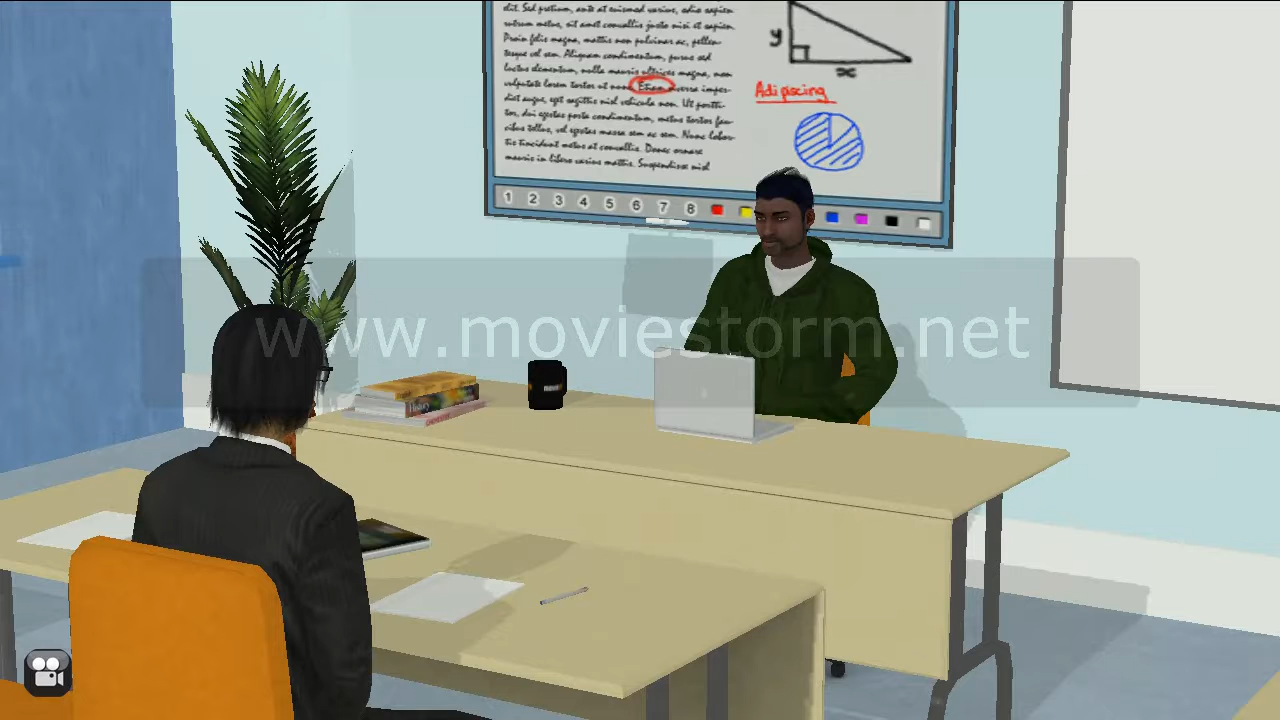 elit. Sed pretium, ante at euismod varius, odio sapien
rutrum metus, sit amet convallis justo nisi et sapien.
Proin felis magna, mattis non pulvinar ac, pellen-
tesque vel sem. Aliquam condimentum, purus sed
luctus elementum, nulla mauris ultrices magna, non
vulputate lorem tortor ut nunc. Etiam viverra imper-
diet augue, eget sagittis nisl vehicula non. Ut portti-
tor, dui egestas porta condimentum, metus tortor fau-
cibus tellus, vel egestas massa sem ac sem. Nunc lobor-
tis tincidunt metus at convallis. Donec ornare
mauris in libero varius mattis. Suspendisse nisl
y
x
Adipiscing
1 2 3 4 5 6 7 8
www.moviestorm.net